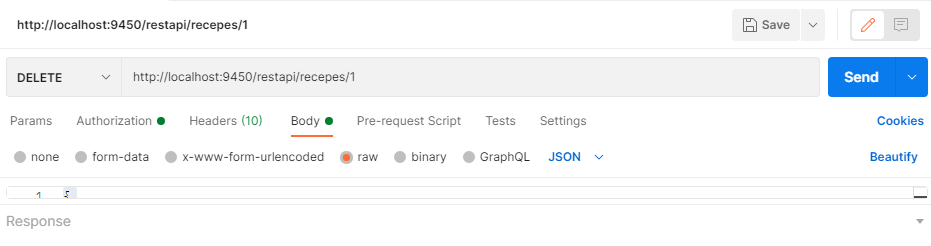 http://localhost:9450/restapi/recepes/1 Save
DELETE http://localhost:9450/restapi/recepes/1 Send
Params Authorization Headers (10) Body Pre-request Script Tests Settings Cookies
none form-data x-www-form-urlencoded raw binary GraphQL JSON Beautify
1 {
Response